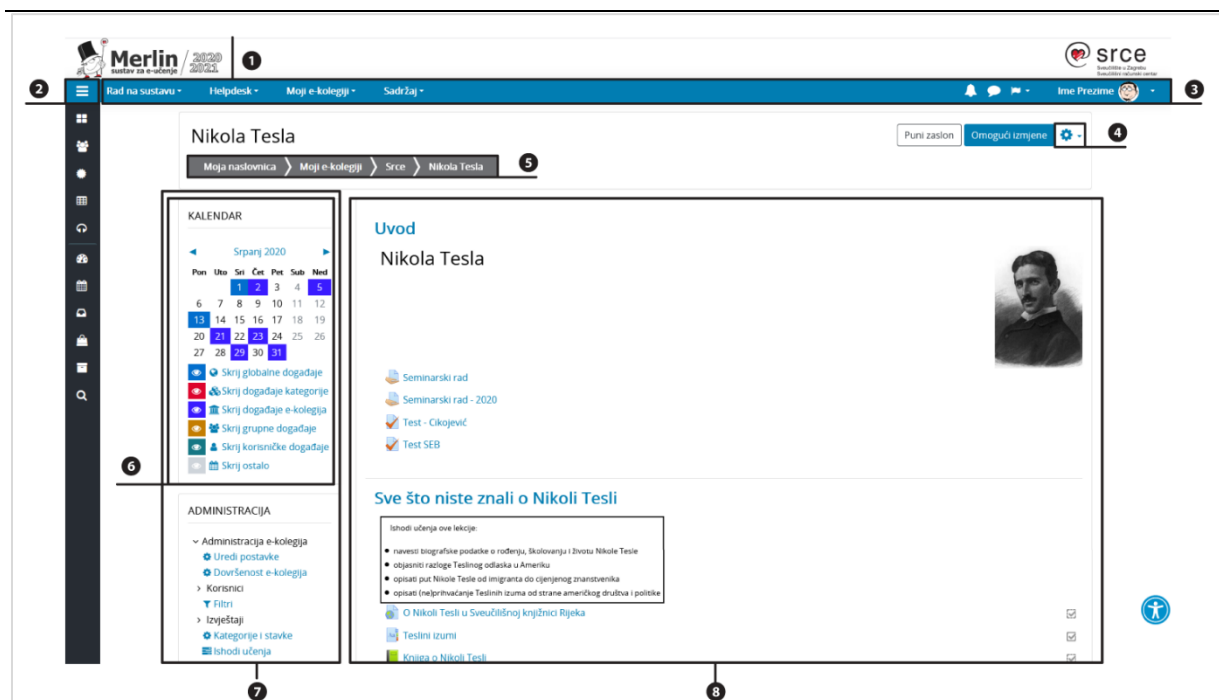 Merlin / 2020 2021
sustav za e-učenje
1
srce
Sveučilište u Zagrebu
Sveučilišni računski centar
2
Rad na sustavu Helpdesk Moji e-kolegiji Sadržaj Ime Prezime
3
Nikola Tesla
Puni zaslon Omogući izmjene
4
Moja naslovnica Moji e-kolegiji Srce Nikola Tesla
5
KALENDAR
Srpanj 2020
Pon Uto Sri Čet Pet Sub Ned
1 2 3 4 5
6 7 8 9 10 11 12
13 14 15 16 17 18 19
20 21 22 23 24 25 26
27 28 29 30 31
Skrij globalne događaje
Skrij događaje kategorije
Skrij događaje e-kolegija
Skrij grupne događaje
Skrij korisničke događaje
Skrij ostalo
6
ADMINISTRACIJA
Administracija e-kolegija
Uredi postavke
Dovršenost e-kolegija
Korisnici
Filtri
Izvještaji
Kategorije i stavke
Ishodi učenja
7
Uvod
Nikola Tesla
Seminarski rad
Seminarski rad - 2020
Test - Cikojević
Test SEB
Sve što niste znali o Nikoli Tesli
Ishodi učenja ove lekcije:
• navesti biografske podatke o rođenju, školovanju i životu Nikole Tesle
• objasniti razloge Teslinog odlaska u Ameriku
• opisati put Nikole Tesle od imigranta do cijenjenog znanstvenika
• opisati (ne)prihvaćanje Teslinih izuma od strane američkog društva i politike
O Nikoli Tesli u Sveučilišnoj knjižnici Rijeka
Teslini izumi
Knjiga o Nikoli Tesli
8